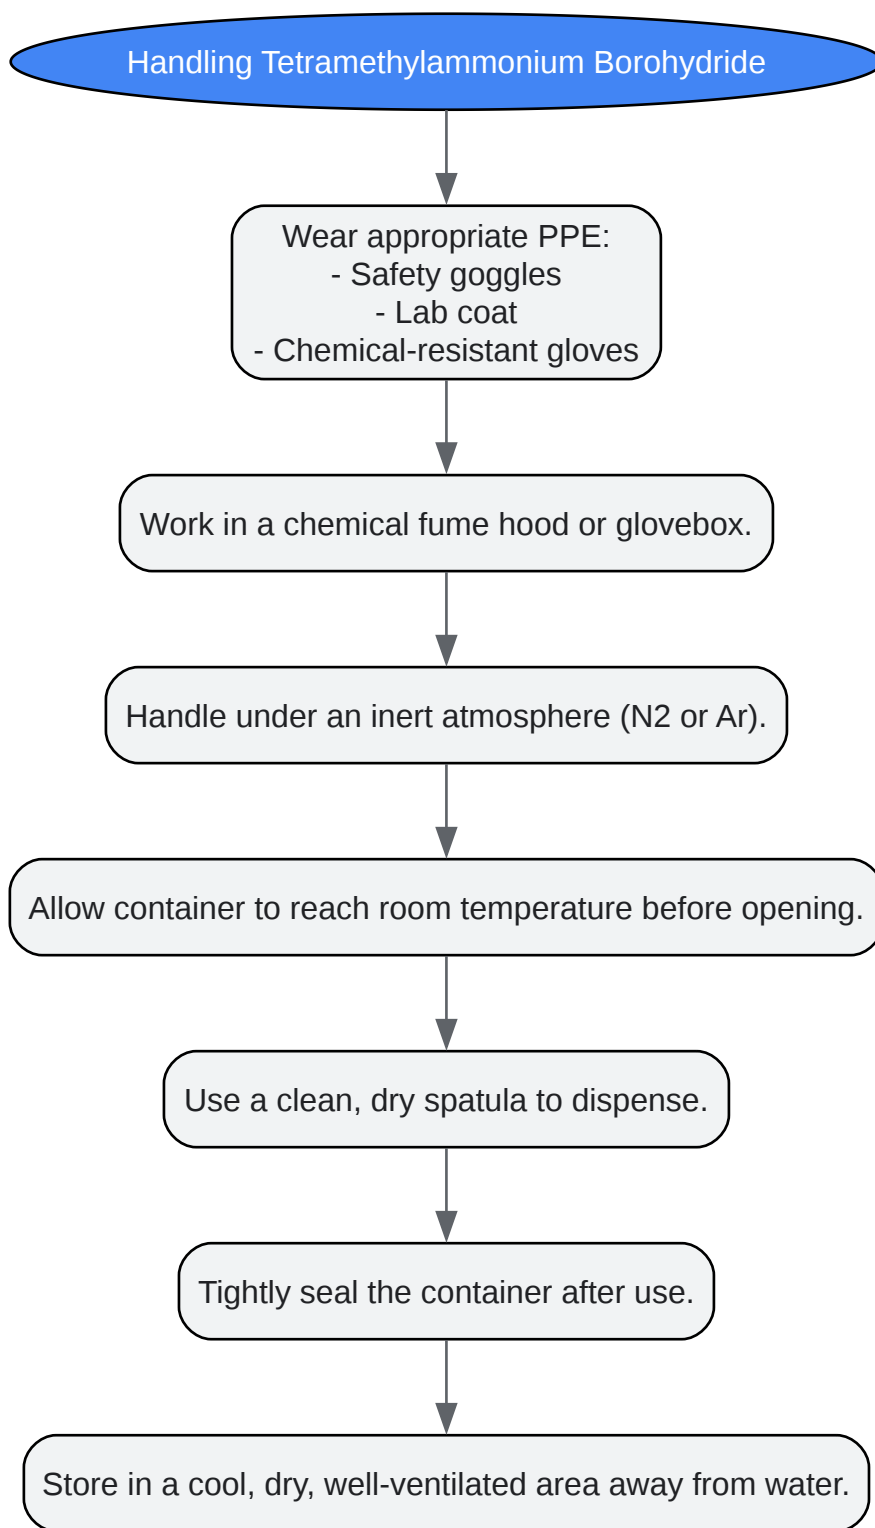 Handling Tetramethylammonium Borohydride
Wear appropriate PPE:
- Safety goggles
- Lab coat
- Chemical-resistant gloves
Work in a chemical fume hood or glovebox.
Handle under an inert atmosphere (N2 or Ar).
Allow container to reach room temperature before opening.
Use a clean, dry spatula to dispense.
Tightly seal the container after use.
Store in a cool, dry, well-ventilated area away from water.